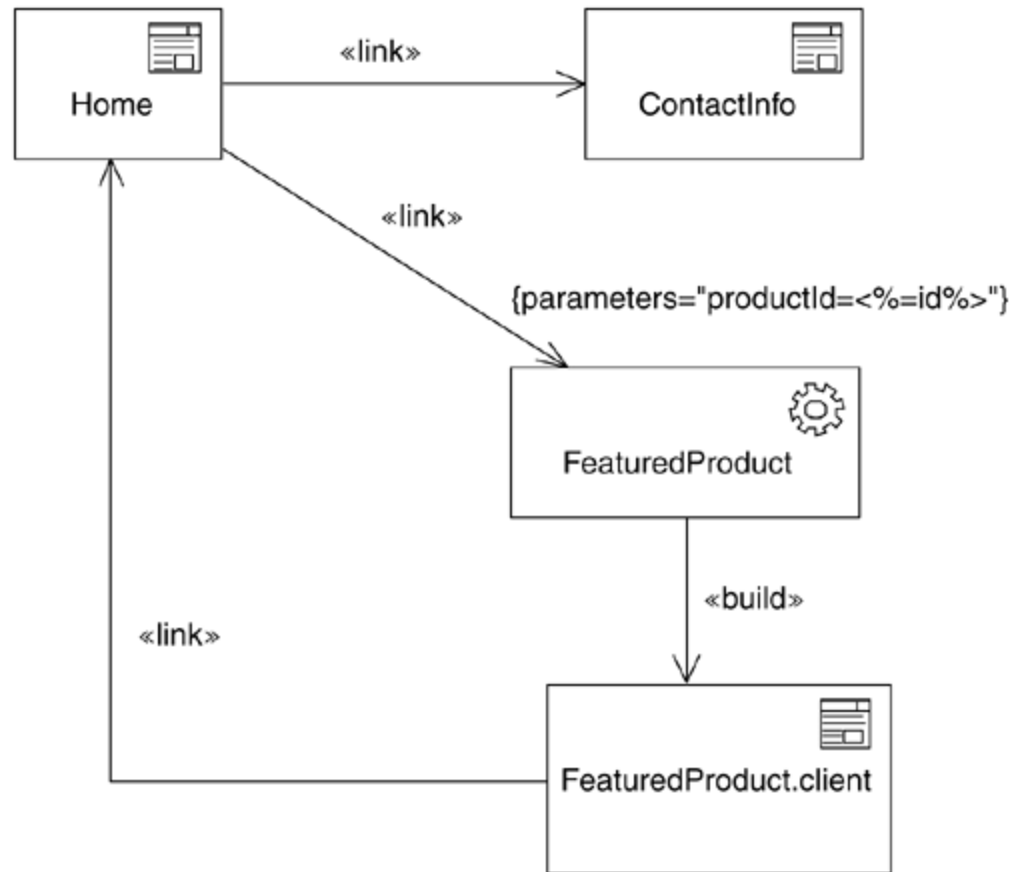 «link»
Home
ContactInfo
«link»
{parameters="productId=<%=id%>"}
FeaturedProduct
«build»
«link»
FeaturedProduct.client